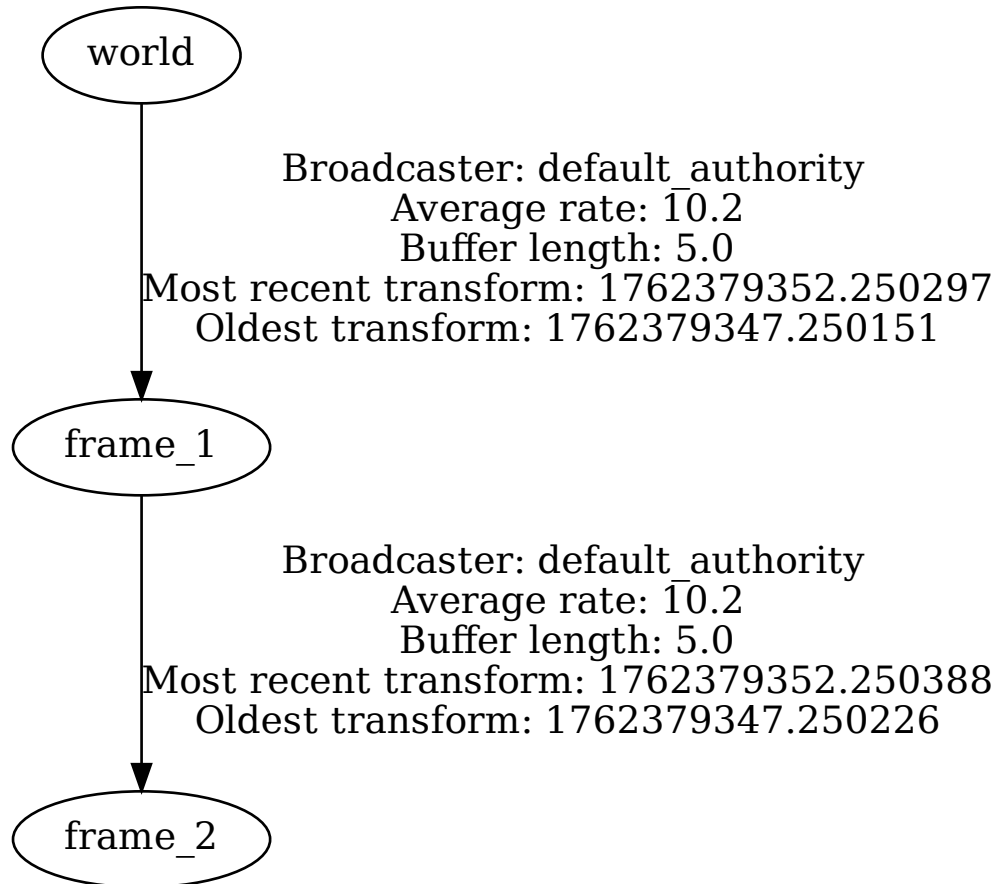 world
Broadcaster: default_authority
Average rate: 10.2
Buffer length: 5.0
Most recent transform: 1762379352.250297
Oldest transform: 1762379347.250151
frame_1
Broadcaster: default_authority
Average rate: 10.2
Buffer length: 5.0
Most recent transform: 1762379352.250388
Oldest transform: 1762379347.250226
frame_2